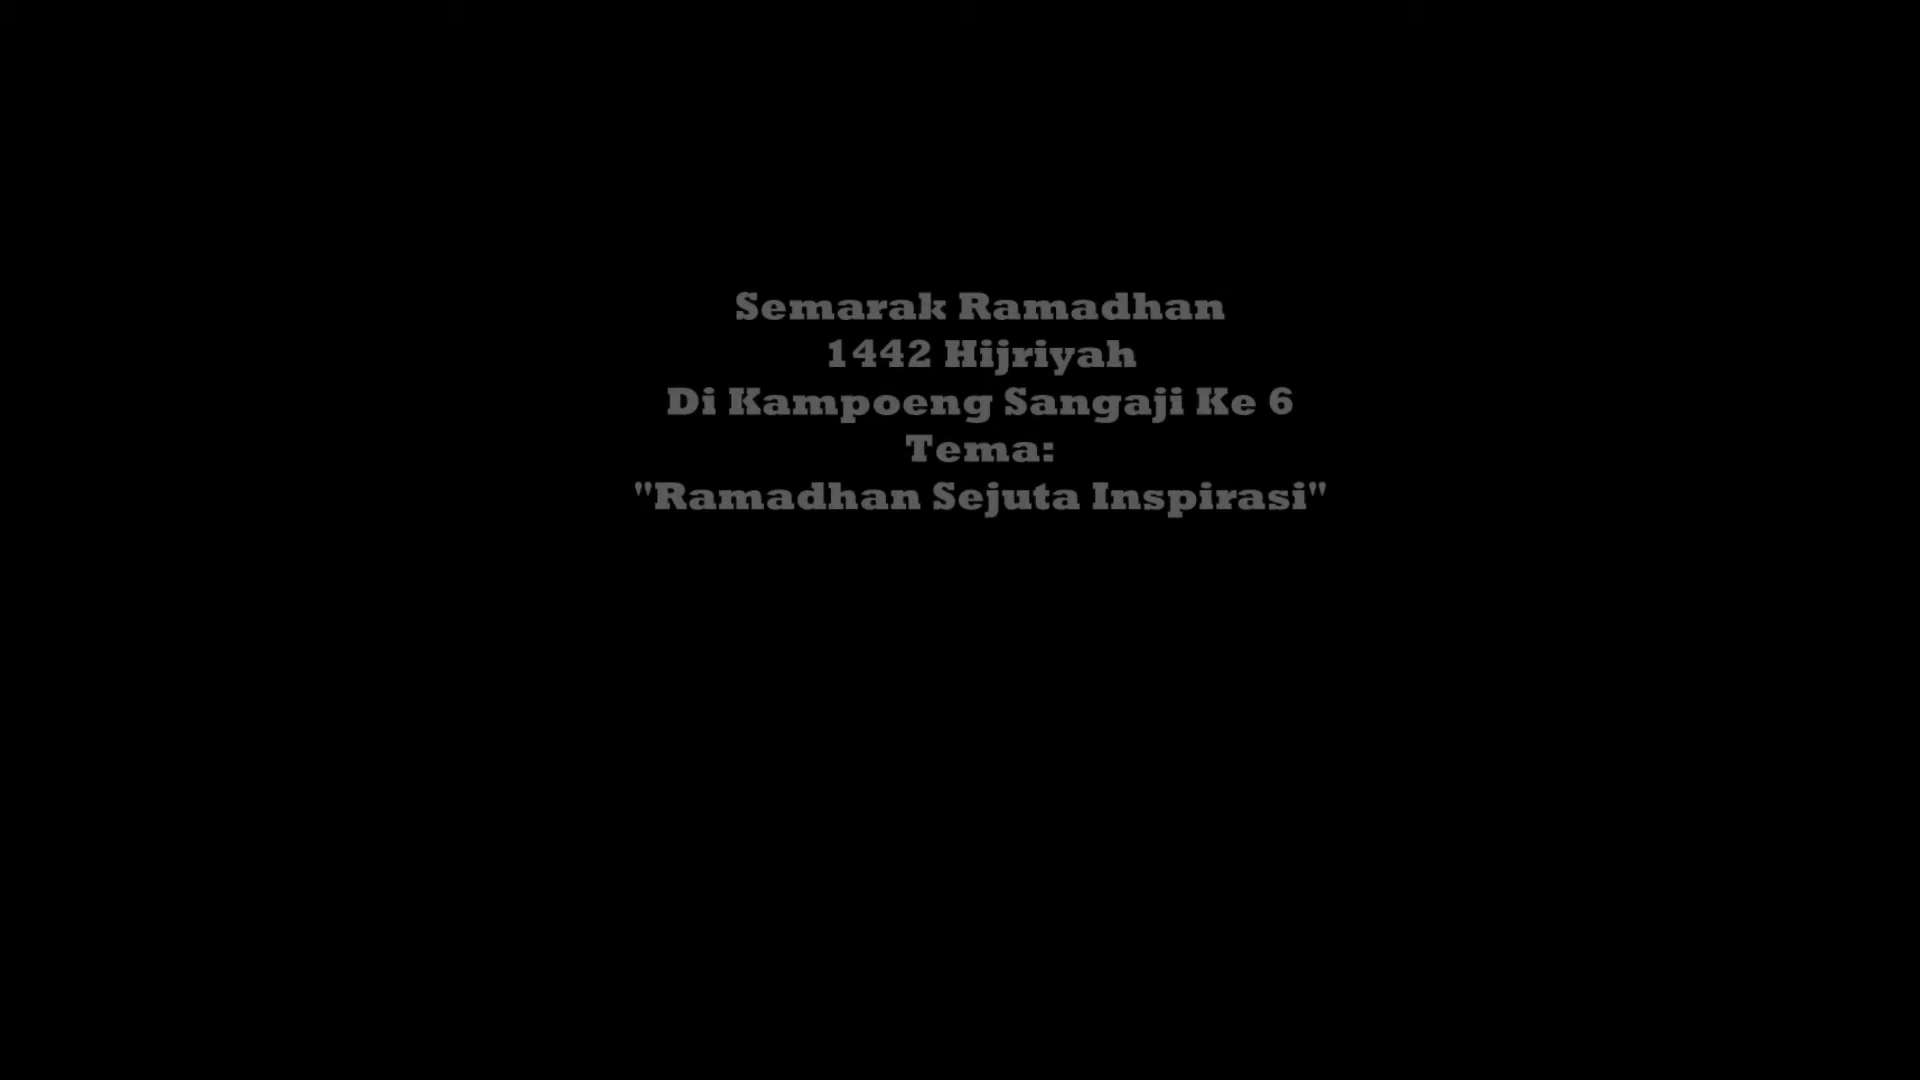 Semarak Ramadhan
1442 Hijriyah
Di Kampoeng Sangaji Ke 6
Tema:
"Ramadhan Sejuta Inspirasi"